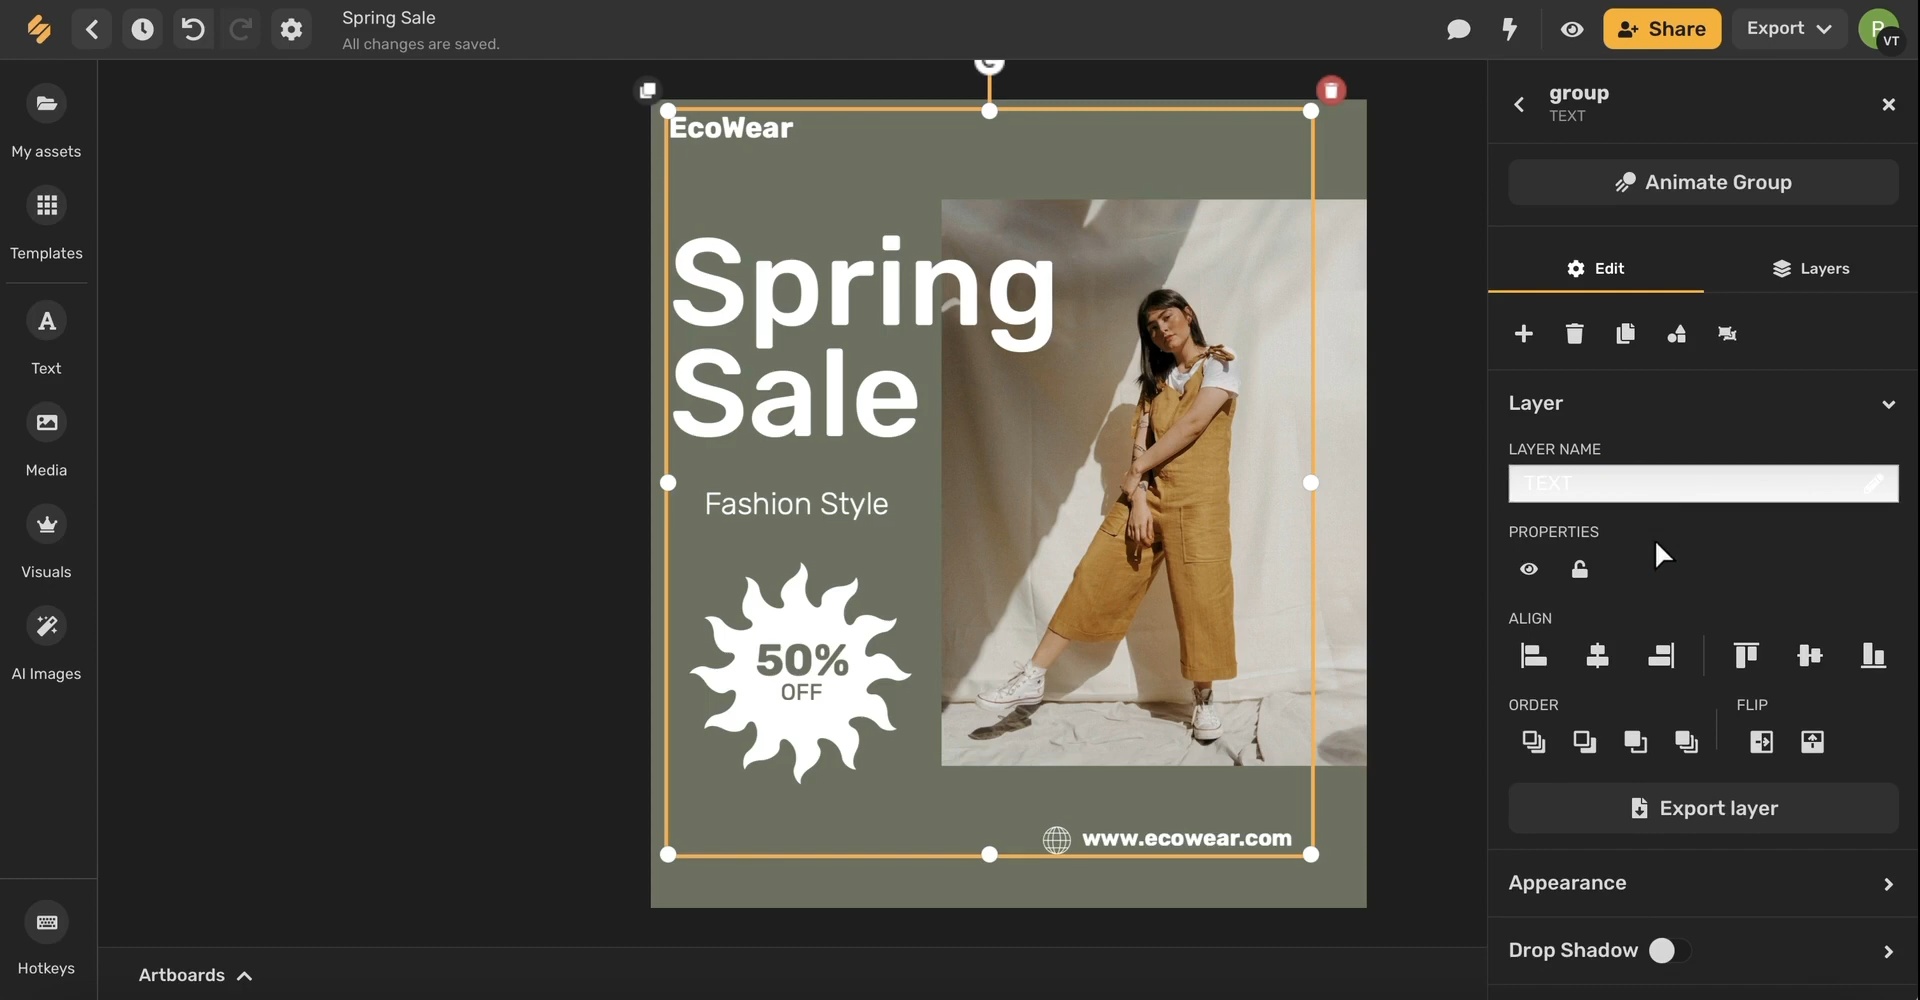 Spring Sale
All changes are saved.
Share
Export
P
VT
My assets
Templates
Text
Media
Visuals
AI Images
Hotkeys
EcoWear
Spring
Sale
Fashion Style
50%
OFF
www.ecowear.com
Artboards
group
TEXT
Animate Group
Edit
Layers
Layer
LAYER NAME
TEXT
PROPERTIES
ALIGN
ORDER
FLIP
Export layer
Appearance
Drop Shadow